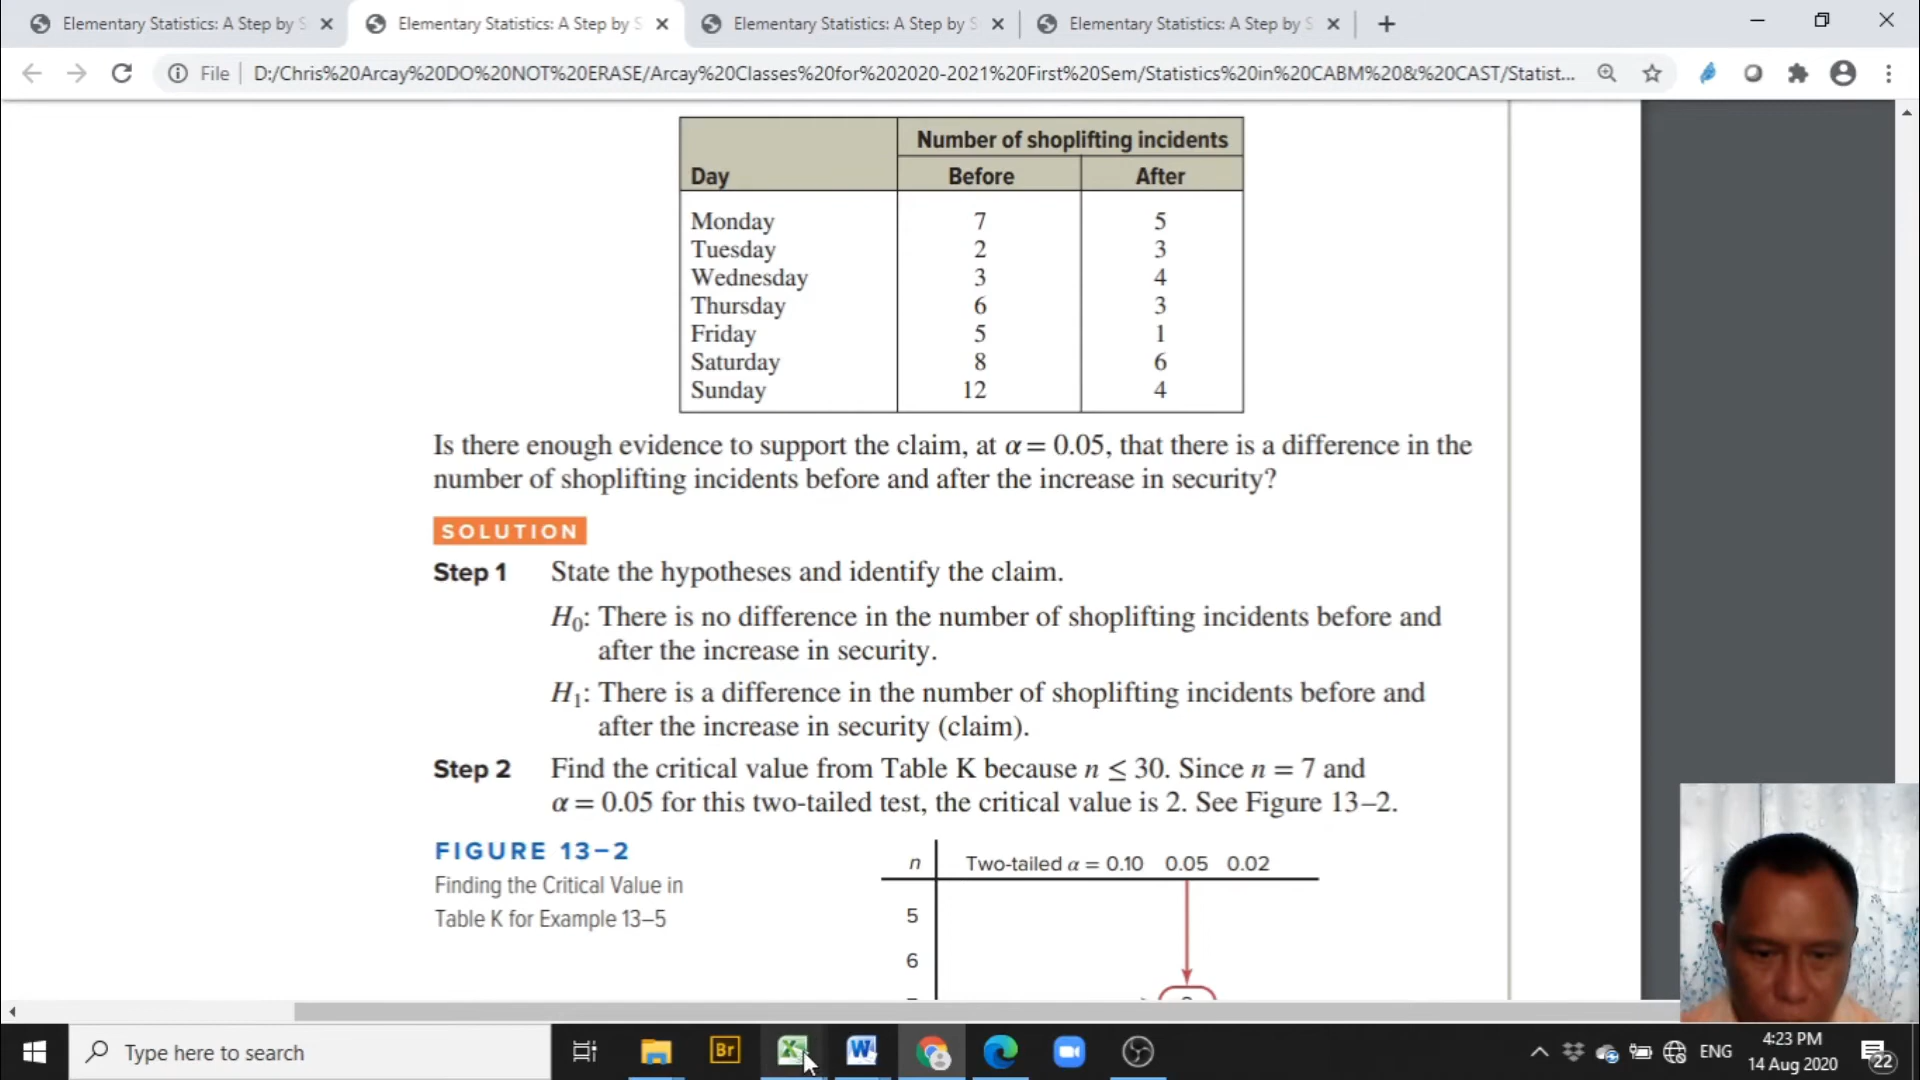 Elementary Statistics: A Step by S
Elementary Statistics: A Step by S
Elementary Statistics: A Step by S
Elementary Statistics: A Step by S
File D:/Chris%20Arcay%20DO%20NOT%20ERASE/Arcay%20Classes%20for%202020-2021%20First%20Sem/Statistics%20in%20CABM%20&%20CAST/Statist...
Number of shoplifting incidents
Day Before After
Monday 7 5
Tuesday 2 3
Wednesday 3 4
Thursday 6 3
Friday 5 1
Saturday 8 6
Sunday 12 4
Is there enough evidence to support the claim, at α = 0.05, that there is a difference in the
number of shoplifting incidents before and after the increase in security?
SOLUTION
Step 1 State the hypotheses and identify the claim.
H0: There is no difference in the number of shoplifting incidents before and
after the increase in security.
H1: There is a difference in the number of shoplifting incidents before and
after the increase in security (claim).
Step 2 Find the critical value from Table K because n ≤ 30. Since n = 7 and
α = 0.05 for this two-tailed test, the critical value is 2. See Figure 13–2.
FIGURE 13–2
Finding the Critical Value in
Table K for Example 13–5
n Two-tailed α = 0.10 0.05 0.02
5
6
Type here to search
Br
ENG
4:23 PM
14 Aug 2020
22